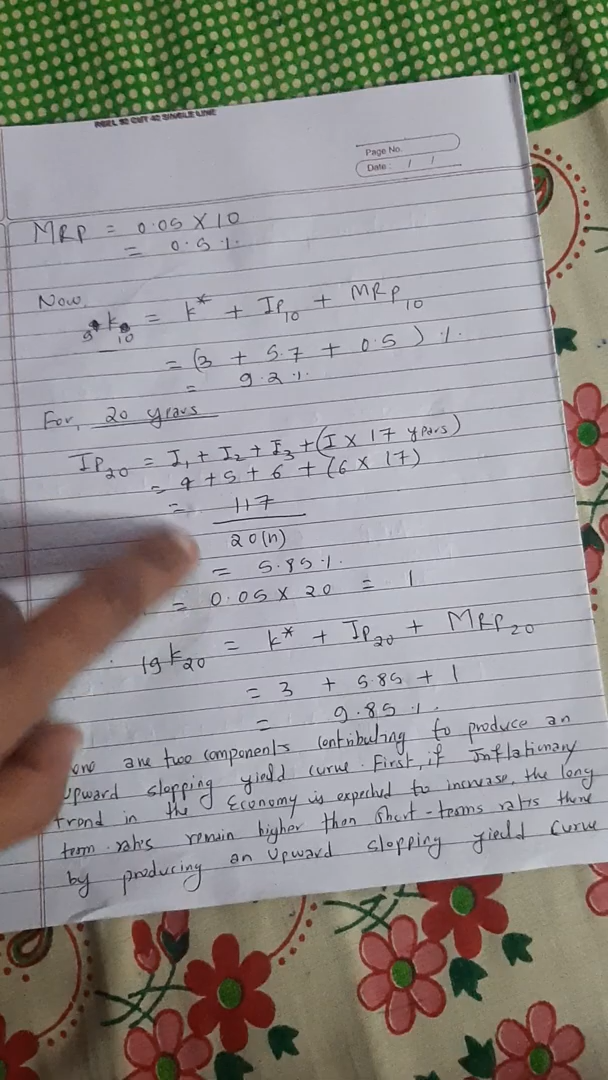 Page No.
Date: / /
MRP = 0.05 X 10
= 0.5 %.
Now,
k = k* + IP10 + MRP10
= (3 + 5.7 + 0.5) %.
= 9.2 %.
For, 20 years
IP20 = I1 + I2 + I3 + (I X 17 years)
= 4 + 5 + 6 + (6 X 17)
= 117
20(n)
= 5.85 %.
= 0.05 X 20 = 1
k20 = k* + IP20 + MRP20
= 3 + 5.85 + 1
= 9.85 %.
are two components contributing to produce an
upward slopping yield curve. First, if Inflationary
trend in the Economy is expected to increase, the long
term rates remain higher than short-terms rates there
by producing an upward slopping yield curve